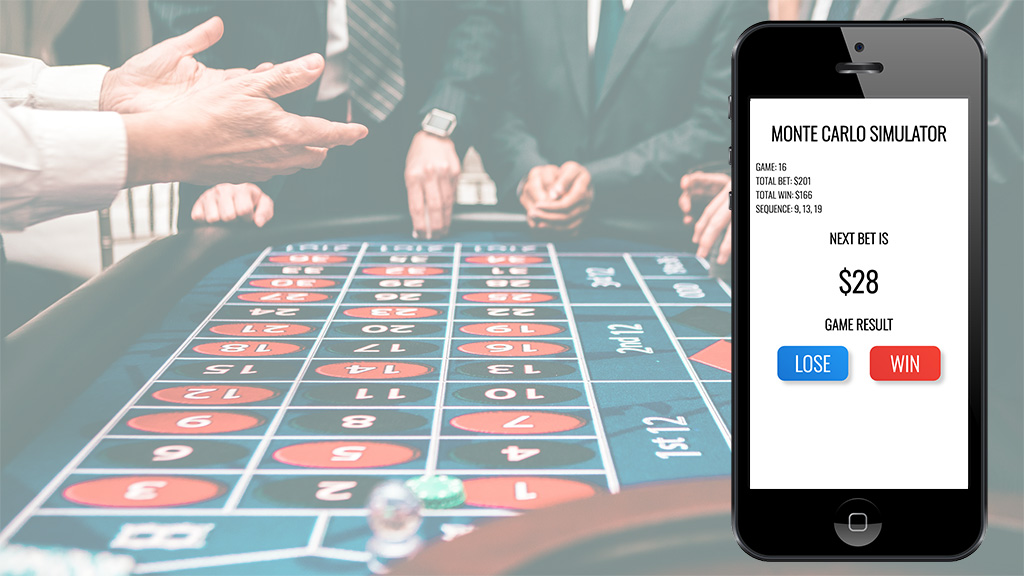 MONTE CARLO SIMULATOR
GAME: 16
TOTAL BET: $201
TOTAL WIN: $166
SEQUENCE: 9, 13, 19
NEXT BET IS
$28
GAME RESULT
LOSE WIN
36 35 34
33 32 31
30 29 28
27 26 25
24 23 22
21 20 19
18 17 16
15 14 13
12 11 10
9 8 7
6 5 4
3 2 1
2nd 12
1st 12
00